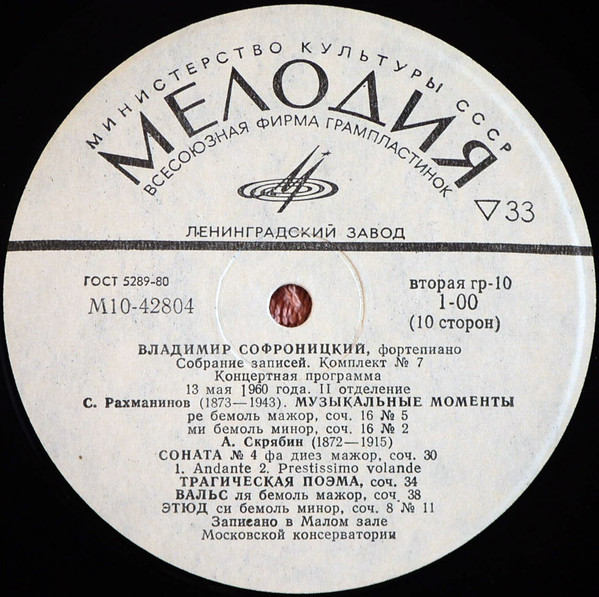 МИНИСТЕРСТВО КУЛЬТУРЫ СССР
МЕЛОДИЯ
ВСЕСОЮЗНАЯ ФИРМА ГРАМПЛАСТИНОК
33
ЛЕНИНГРАДСКИЙ ЗАВОД
ГОСТ 5289-80
М10-42804
вторая гр-10
1-00
(10 сторон)
ВЛАДИМИР СОФРОНИЦКИЙ, фортепиано
Собрание записей. Комплект № 7
Концертная программа
13 мая 1960 года. II отделение
С. Рахманинов (1873—1943). МУЗЫКАЛЬНЫЕ МОМЕНТЫ
ре бемоль мажор, соч. 16 № 5
ми бемоль минор, соч. 16 № 2
А. Скрябин (1872—1915)
СОНАТА № 4 фа диез мажор, соч. 30
1. Andante 2. Prestissimo volande
ТРАГИЧЕСКАЯ ПОЭМА, соч. 34
ВАЛЬС ля бемоль мажор, соч. 38
ЭТЮД си бемоль минор, соч. 8 № 11
Записано в Малом зале
Московской консерватории